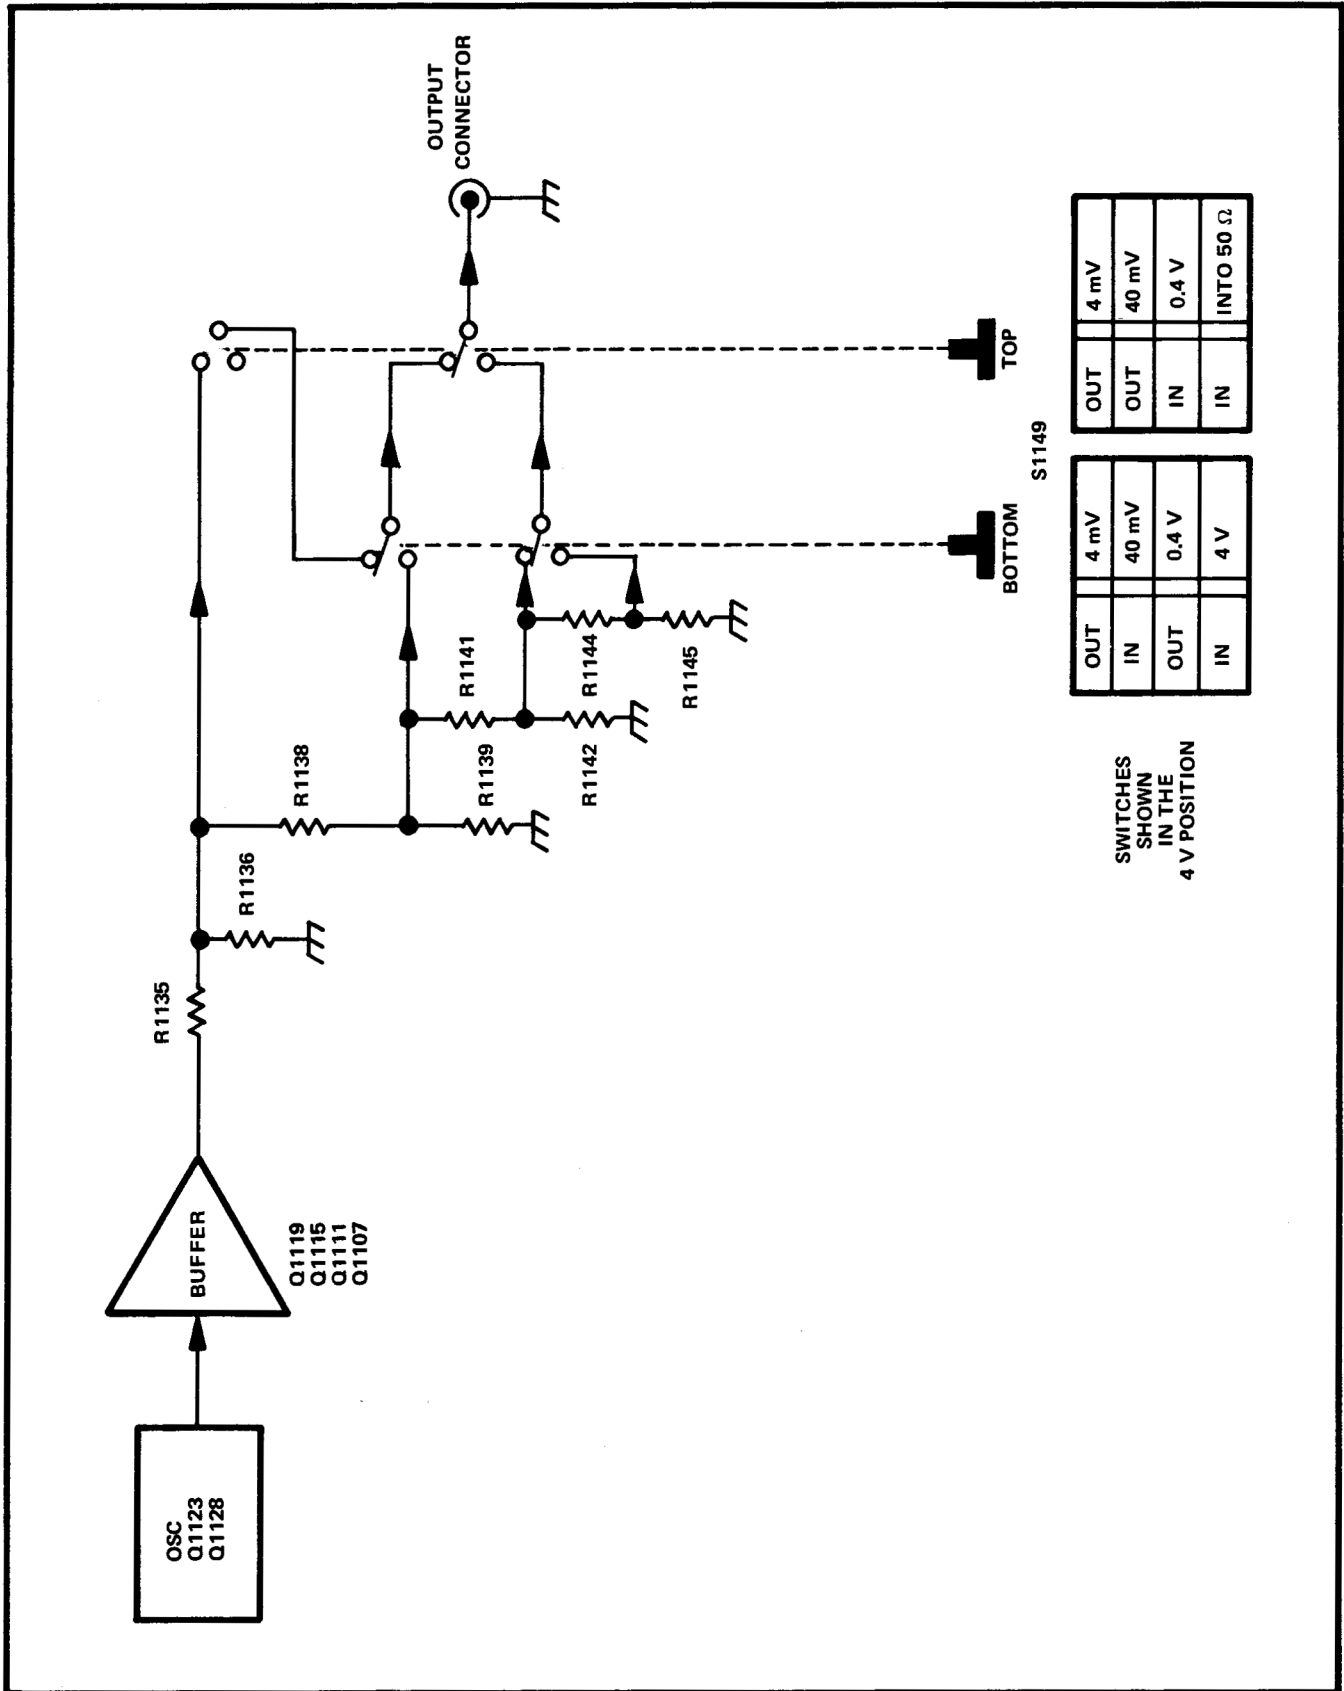 OSC
Q1123
Q1128
BUFFER
Q1119
Q1115
Q1111
Q1107
R1135
R1136
R1138
R1139
R1141
R1142
R1144
R1145
OUTPUT
CONNECTOR
BOTTOM
TOP
S1149
SWITCHES
SHOWN
IN THE
4 V POSITION
OUT 4 mV
IN 40 mV
OUT 0.4 V
IN 4 V
OUT 4 mV
OUT 40 mV
IN 0.4 V
IN INTO 50 Ω